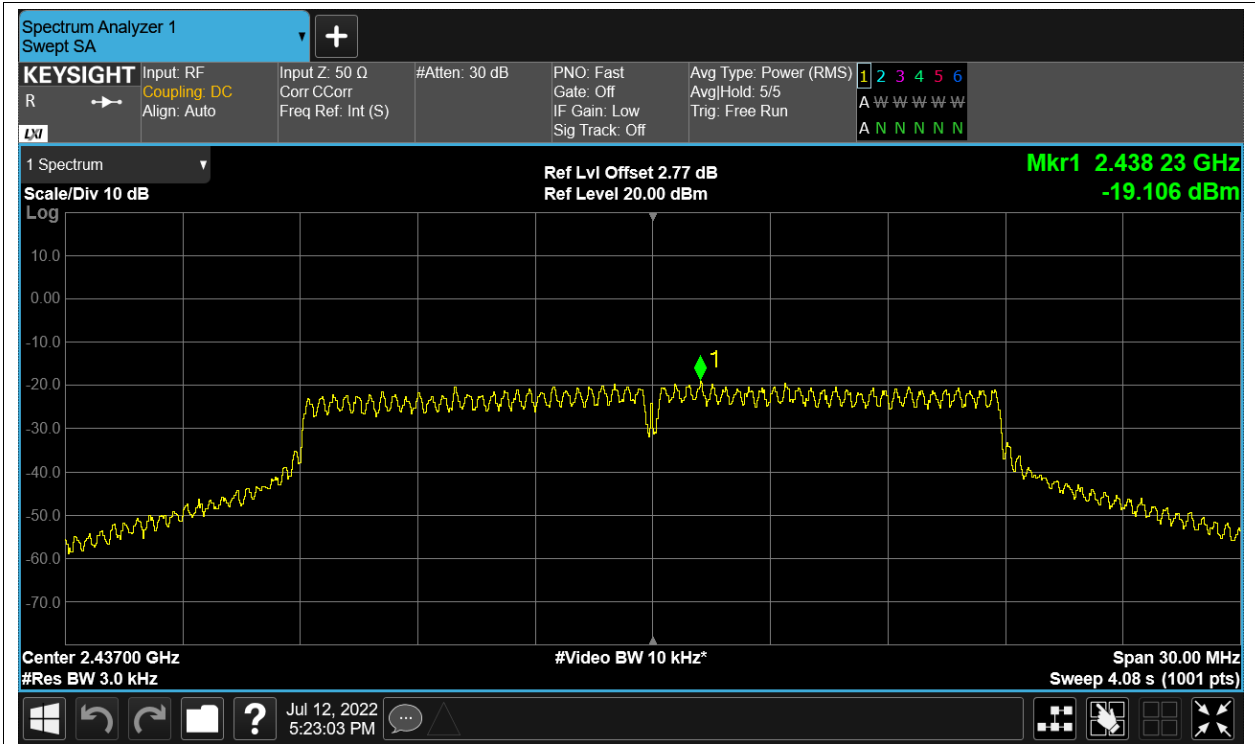 Spectrum Analyzer 1
Swept SA
KEYSIGHT
R
LXI
Input: RF
Coupling: DC
Align: Auto
Input Z: 50 Ω
Corr CCorr
Freq Ref: Int (S)
#Atten: 30 dB
PNO: Fast
Gate: Off
IF Gain: Low
Sig Track: Off
Avg Type: Power (RMS)
Avg|Hold: 5/5
Trig: Free Run
1 2 3 4 5 6
A W W W W W
A N N N N N
1 Spectrum
Scale/Div 10 dB
Log
Ref Lvl Offset 2.77 dB
Ref Level 20.00 dBm
Mkr1 2.438 23 GHz
-19.106 dBm
10.0
0.00
-10.0
1
-20.0
-30.0
-40.0
-50.0
-60.0
-70.0
Center 2.43700 GHz
#Res BW 3.0 kHz
#Video BW 10 kHz*
Span 30.00 MHz
Sweep 4.08 s (1001 pts)
?
Jul 12, 2022
5:23:03 PM